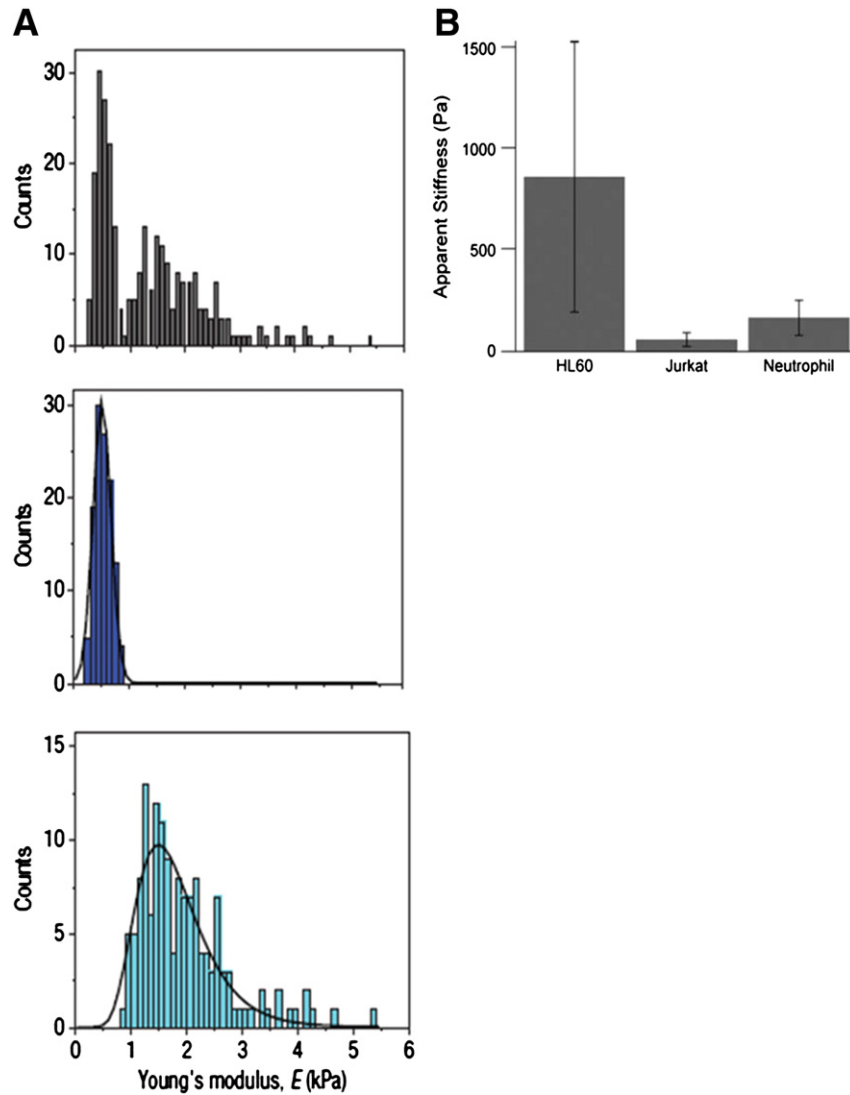 A
30
20
10
0
Counts
30
20
10
0
Counts
15
10
5
0
Counts
0 1 2 3 4 5 6
Young's modulus, E (kPa)
B
1500
1000
500
0
Apparent Stiffness (Pa)
HL60 Jurkat Neutrophil